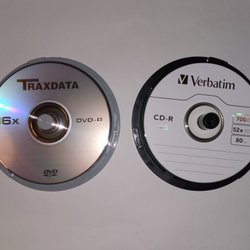 TRAXDATA
16x
DVD-R
DVD
Verbatim
CD-R
700
52x
80